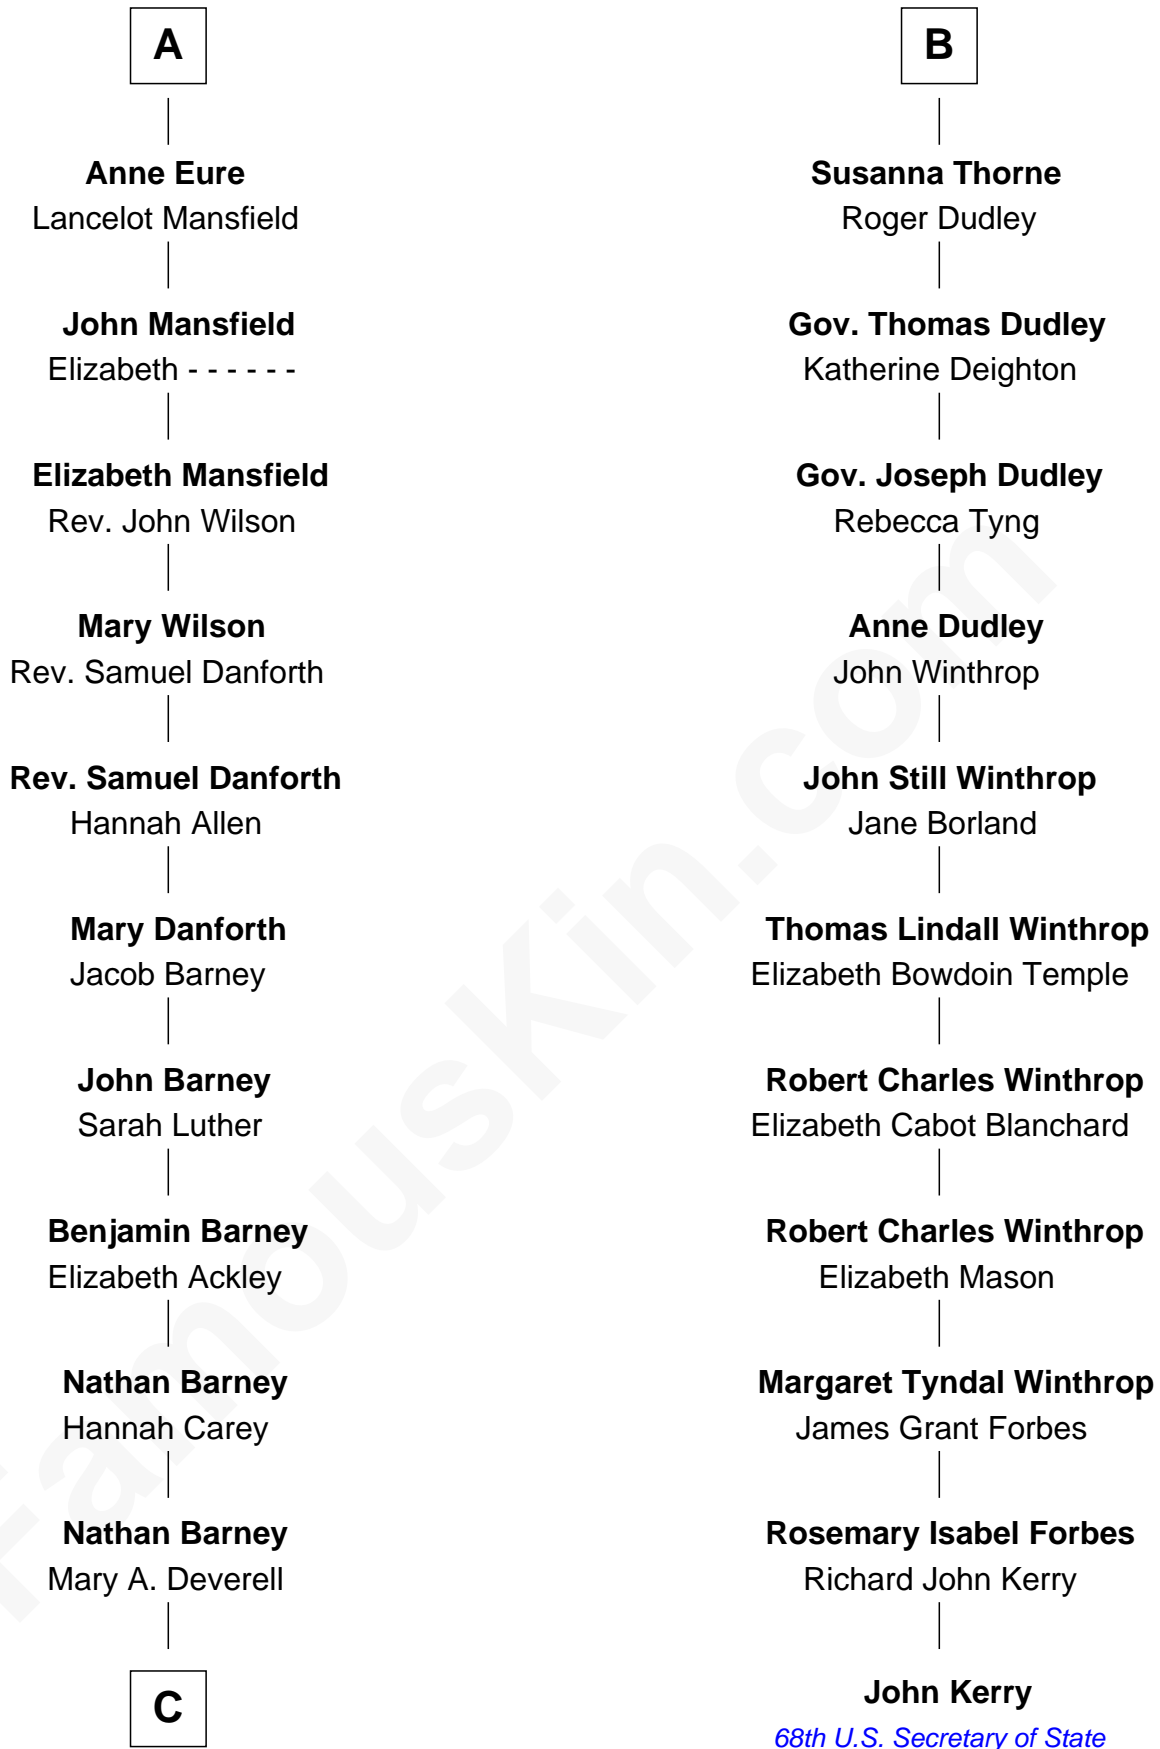 A
Anne Eure
Lancelot Mansfield
John Mansfield
Elizabeth - - - - - -
Elizabeth Mansfield
Rev. John Wilson
Mary Wilson
Rev. Samuel Danforth
Rev. Samuel Danforth
Hannah Allen
Mary Danforth
Jacob Barney
John Barney
Sarah Luther
Benjamin Barney
Elizabeth Ackley
Nathan Barney
Hannah Carey
Nathan Barney
Mary A. Deverell
C
B
Susanna Thorne
Roger Dudley
Gov. Thomas Dudley
Katherine Deighton
Gov. Joseph Dudley
Rebecca Tyng
Anne Dudley
John Winthrop
John Still Winthrop
Jane Borland
Thomas Lindall Winthrop
Elizabeth Bowdoin Temple
Robert Charles Winthrop
Elizabeth Cabot Blanchard
Robert Charles Winthrop
Elizabeth Mason
Margaret Tyndal Winthrop
James Grant Forbes
Rosemary Isabel Forbes
Richard John Kerry
John Kerry
68th U.S. Secretary of State
FamousKin.com